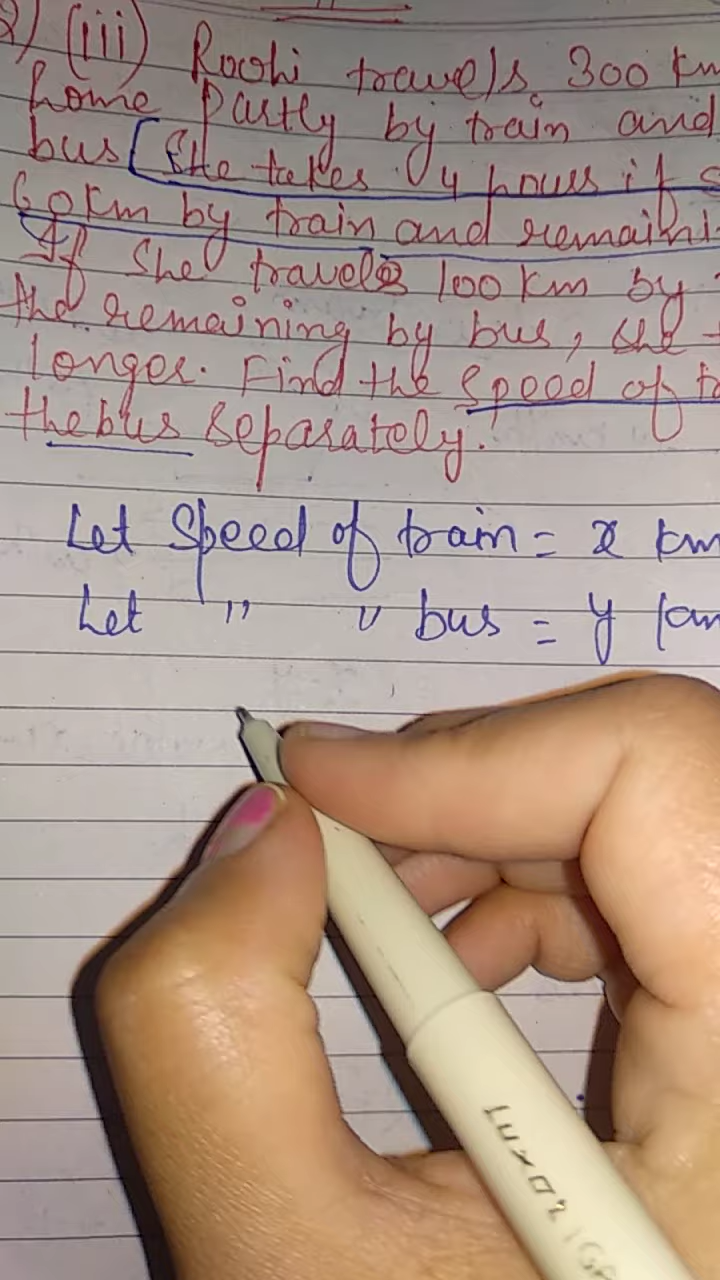 2) (iii) Roohi travels 300 Km
home Partly by train and
bus [She takes 4 hours if s
60Km by train and remaini
If She travels 100 Km by
the remaining by bus, she
longer. Find the speed of t
the bus separately.
Let Speed of train = x km
Let " " bus = y km
Luxor